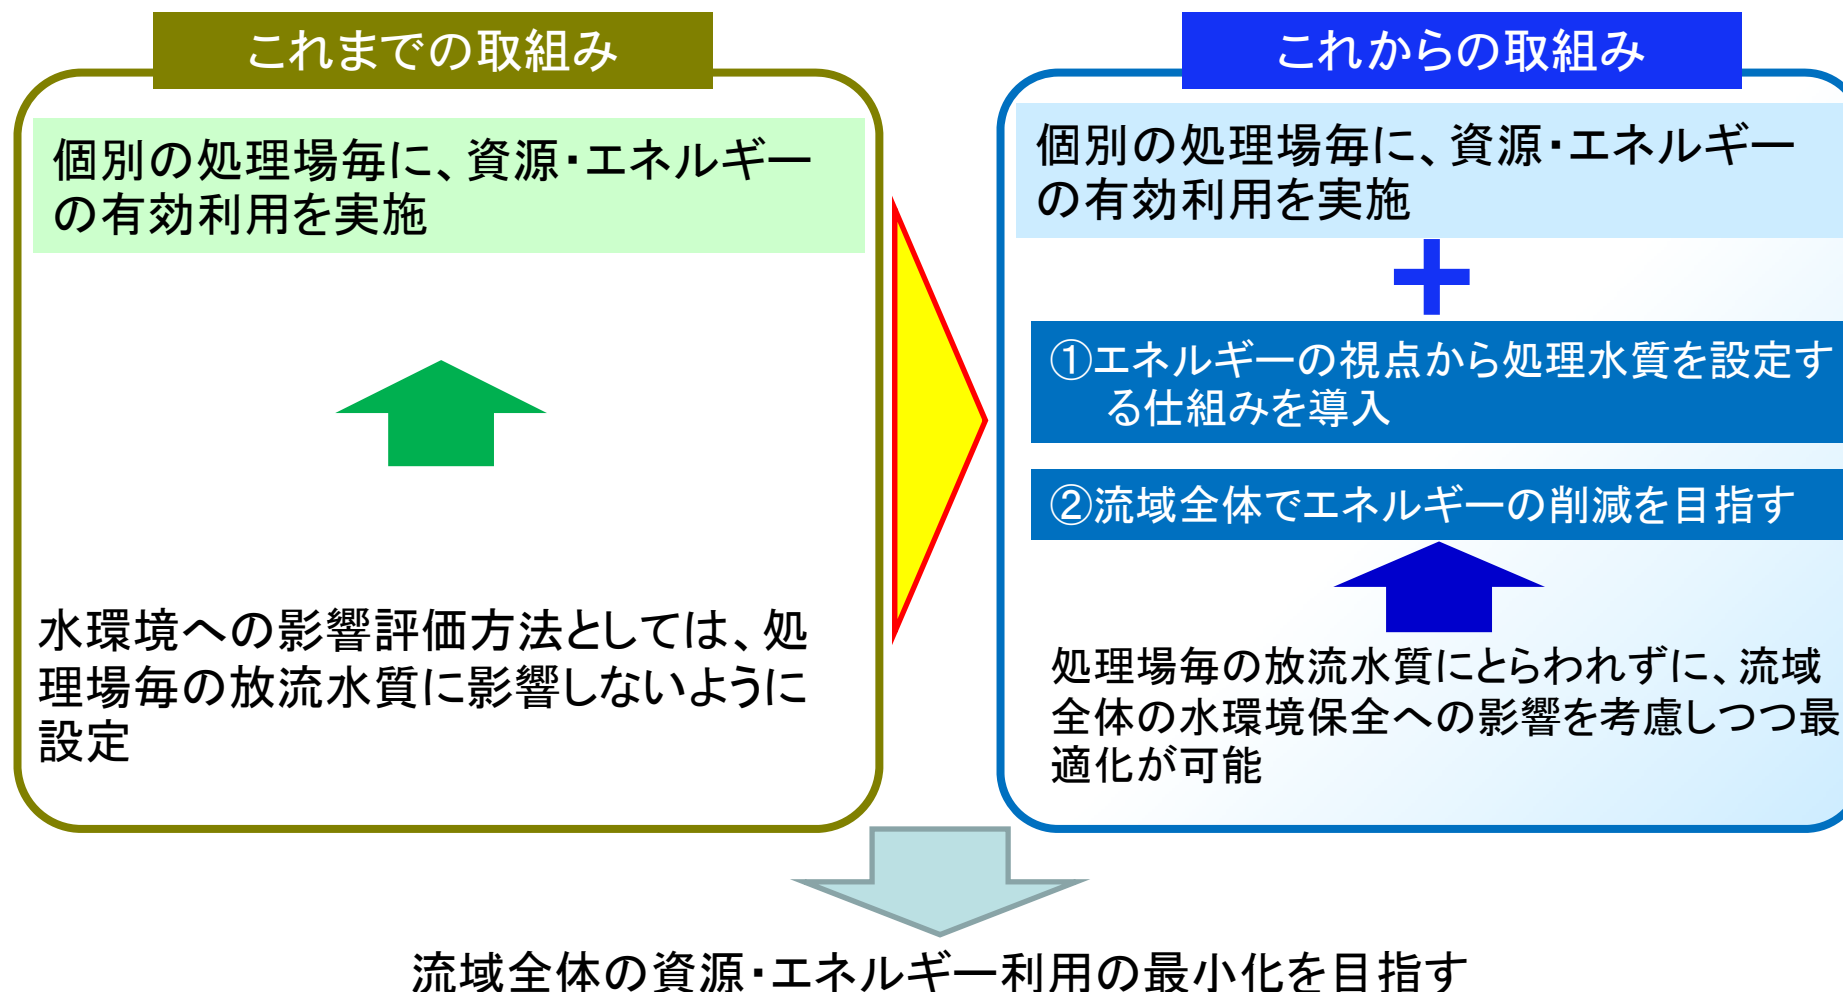 これまでの取組み
個別の処理場毎に、資源・エネルギー
の有効利用を実施
水環境への影響評価方法としては、処
理場毎の放流水質に影響しないように
設定
これからの取組み
個別の処理場毎に、資源・エネルギー
の有効利用を実施
＋
①エネルギーの視点から処理水質を設定す
る仕組みを導入
②流域全体でエネルギーの削減を目指す
処理場毎の放流水質にとらわれずに、流域
全体の水環境保全への影響を考慮しつつ最
適化が可能
流域全体の資源・エネルギー利用の最小化を目指す